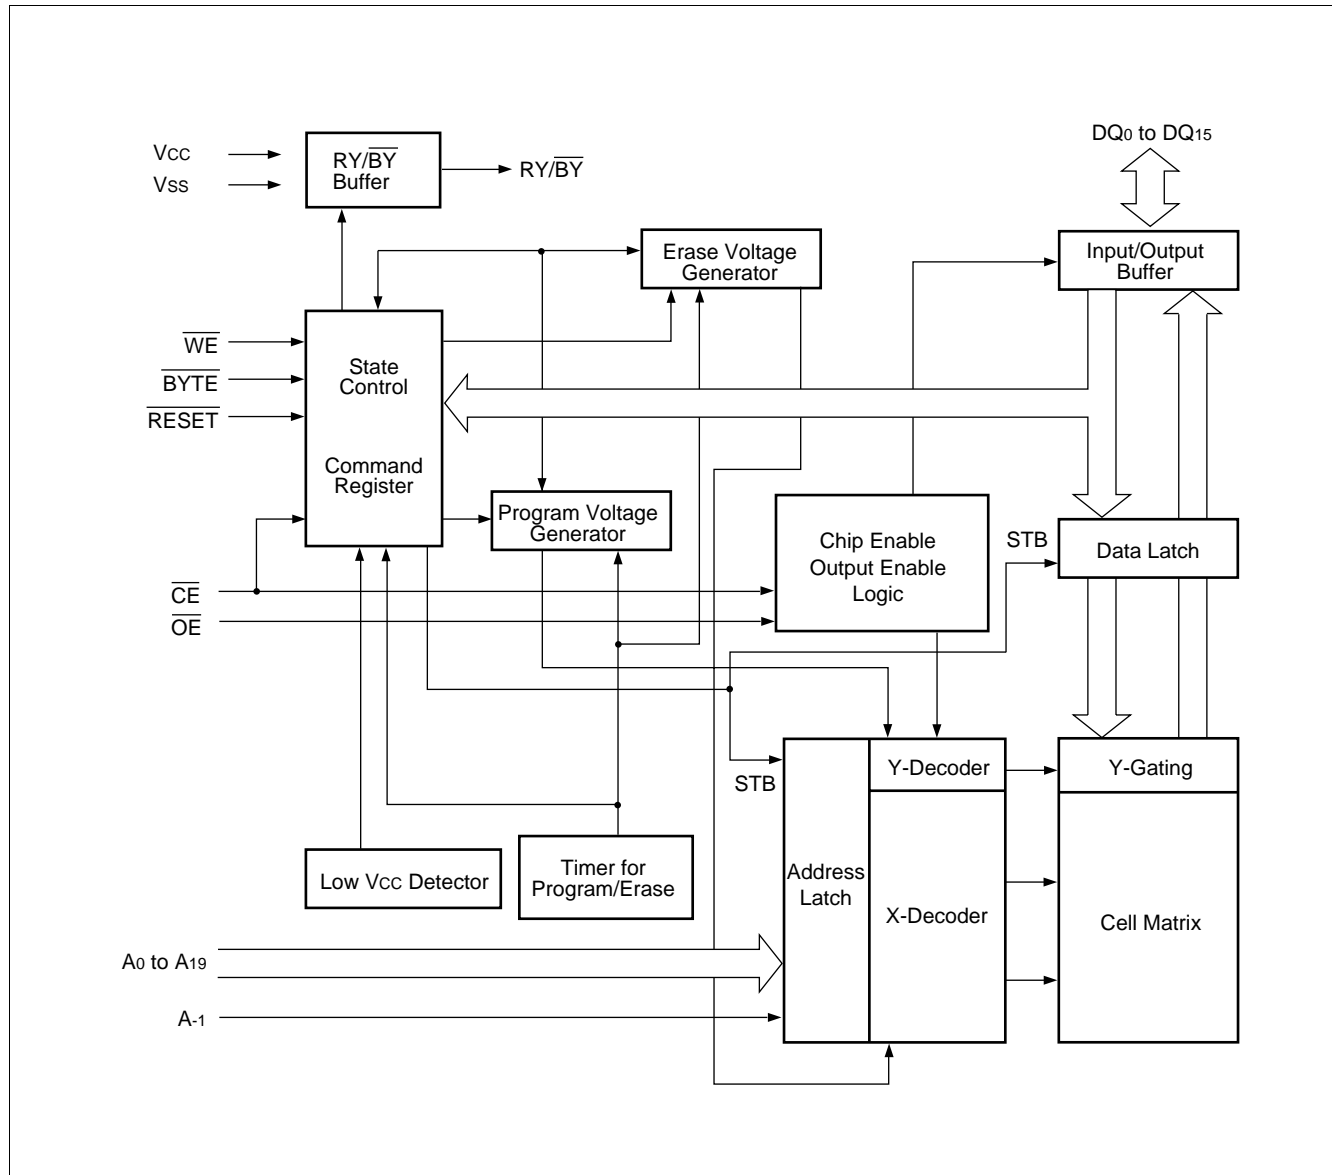 VCC
VSS
RY/BY
Buffer
RY/BY
DQ0 to DQ15
Erase Voltage
Generator
Input/Output
Buffer
WE
BYTE
RESET
State
Control
Command
Register
Program Voltage
Generator
Chip Enable
Output Enable
Logic
STB
Data Latch
CE
OE
STB
Y-Decoder
Y-Gating
Low VCC Detector
Timer for
Program/Erase
Address
Latch
X-Decoder
Cell Matrix
A0 to A19
A-1